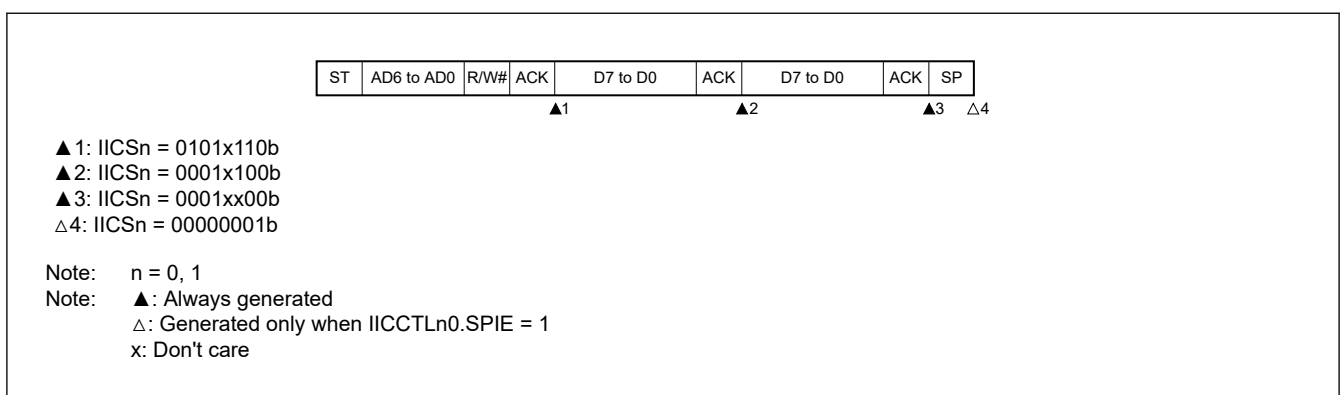 ST AD6 to AD0 R/W# ACK D7 to D0 ACK D7 to D0 ACK SP
▲1 ▲2 ▲3 △4
▲1: IICSn = 0101x110b
▲2: IICSn = 0001x100b
▲3: IICSn = 0001xx00b
△4: IICSn = 00000001b
Note: n = 0, 1
Note: ▲: Always generated
△: Generated only when IICCTLn0.SPIE = 1
x: Don't care